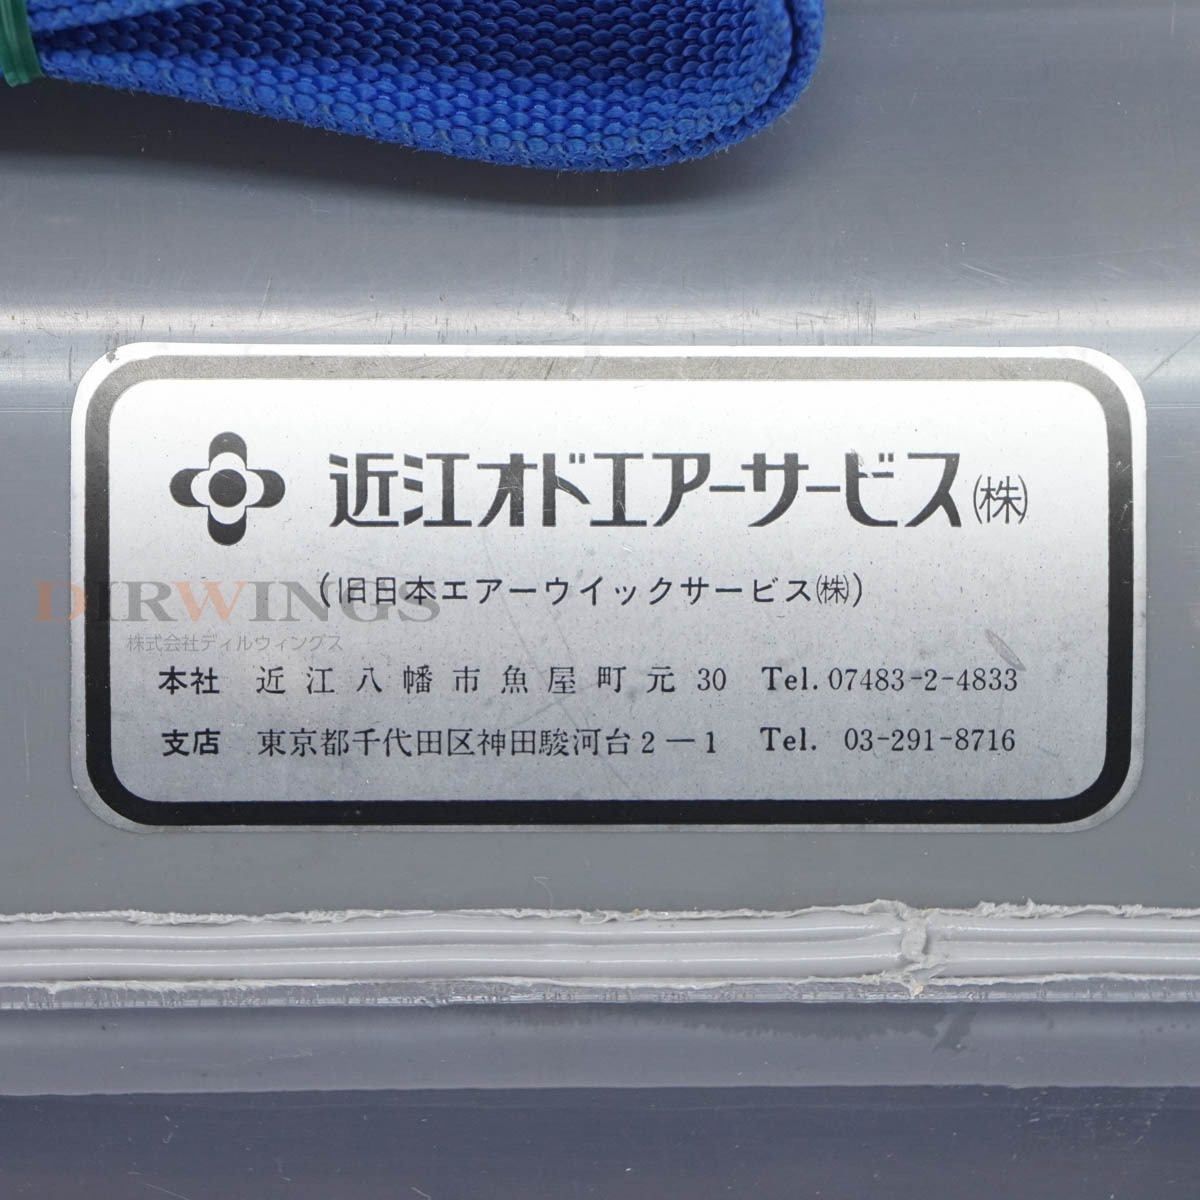 近江オドエアーサービス㈱
(旧日本エアーウイックサービス㈱)
DIRWINGS
株式会社ディルウィングス
本社 近江八幡市魚屋町元30 Tel. 07483-2-4833
支店 東京都千代田区神田駿河台2-1 Tel. 03-291-8716